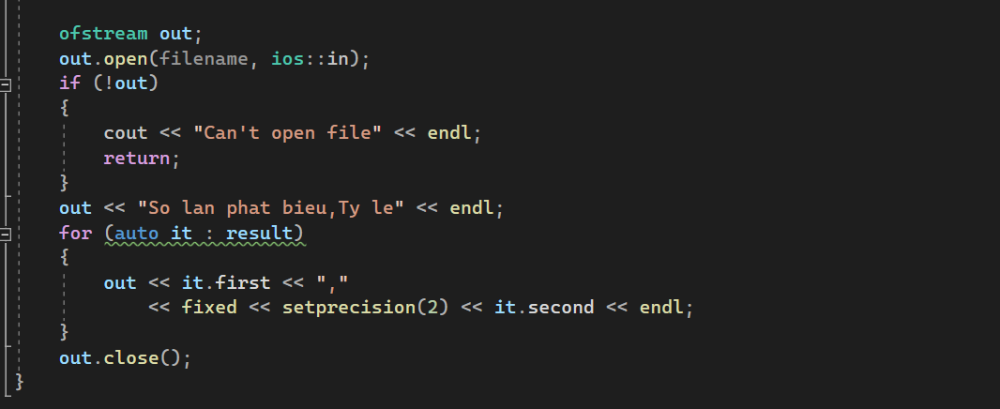 ofstream out;
out.open(filename, ios::in);
if (!out)
{
cout << "Can't open file" << endl;
return;
}
out << "So lan phat bieu,Ty le" << endl;
for (auto it : result)
{
out << it.first << ","
<< fixed << setprecision(2) << it.second << endl;
}
out.close();
}